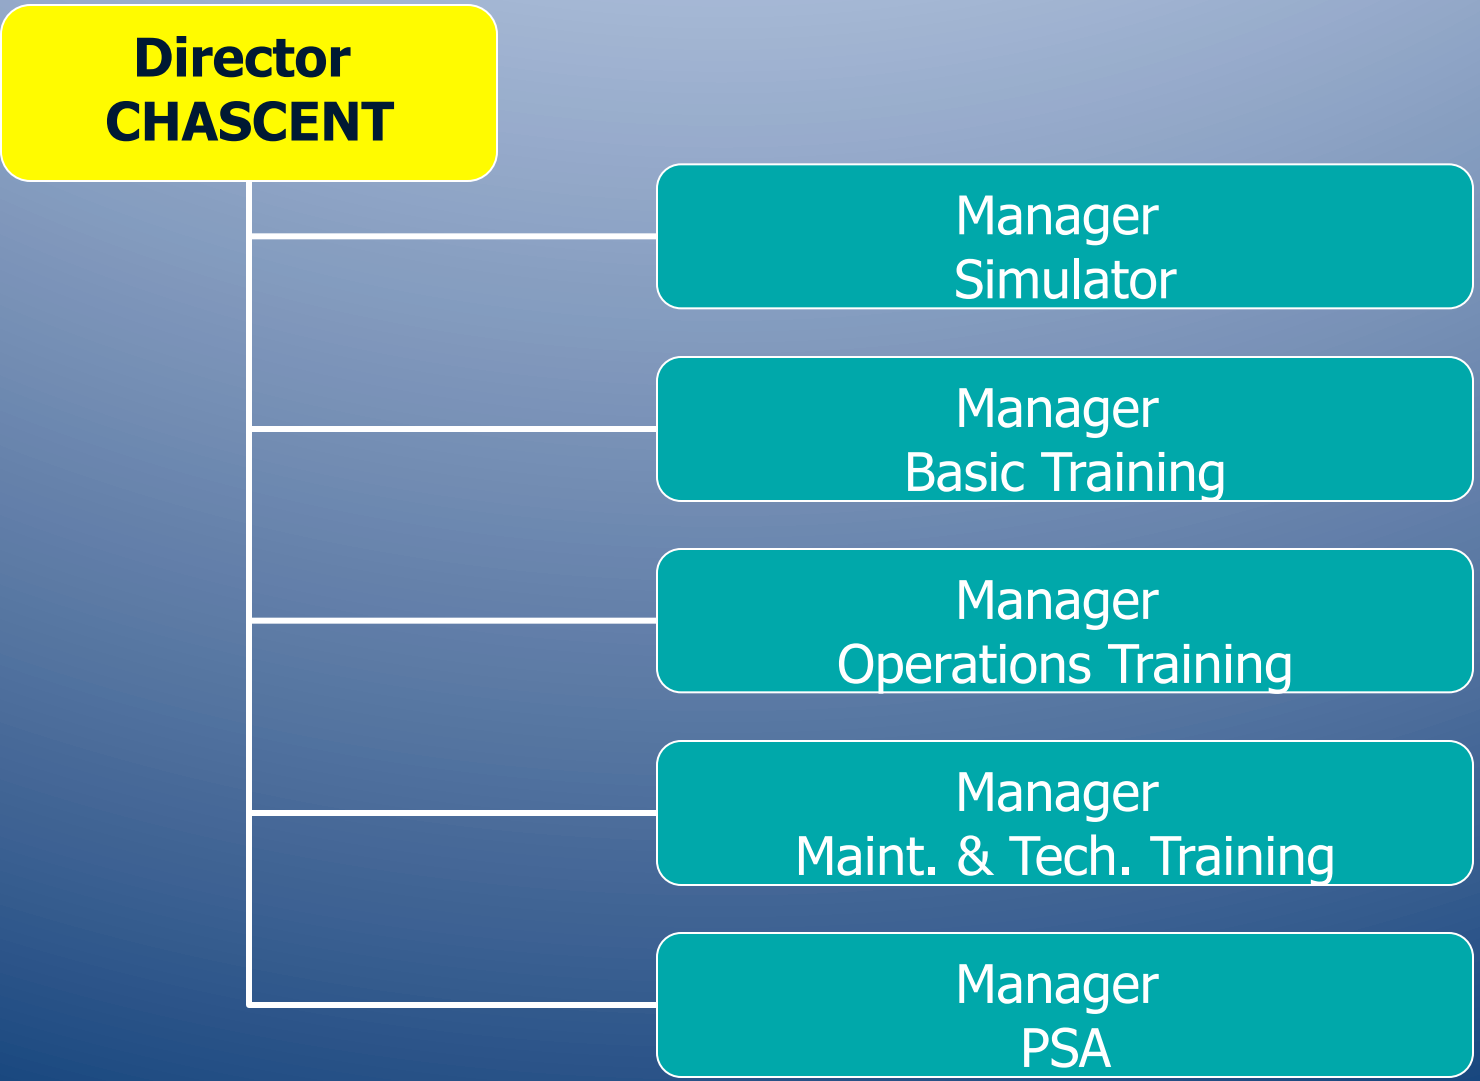 Director
CHASCENT
Manager
Simulator
Manager
Basic Training
Manager
Operations Training
Manager
Maint. & Tech. Training
Manager
PSA